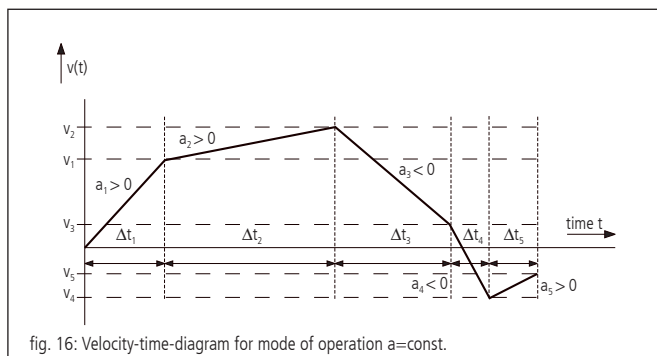 v(t)
v₂
a₂ > 0
v₁
a₁ > 0
a₃ < 0
v₃
time t
Δt₁
Δt₂
Δt₃
Δt₄
Δt₅
v₅
a₄ < 0
a₅ > 0
v₄
fig. 16: Velocity-time-diagram for mode of operation a=const.